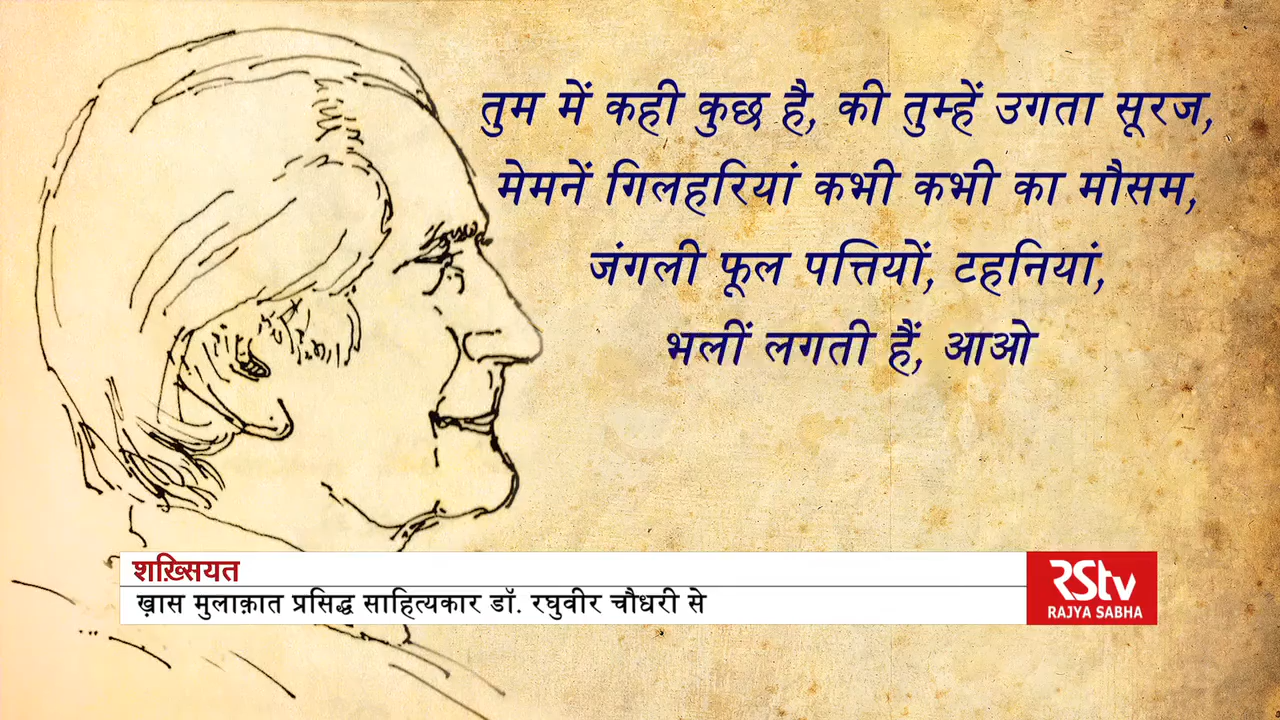 तुम में कही कुछ है, की तुम्हें उगता सूरज,
मेमनें गिलहरियां कभी कभी का मौसम,
जंगली फूल पत्तियों, टहनियां,
भलीं लगती हैं, आओ
शख़्सियत
ख़ास मुलाक़ात प्रसिद्ध साहित्यकार डॉ. रघुवीर चौधरी से
RStv
RAJYA SABHA